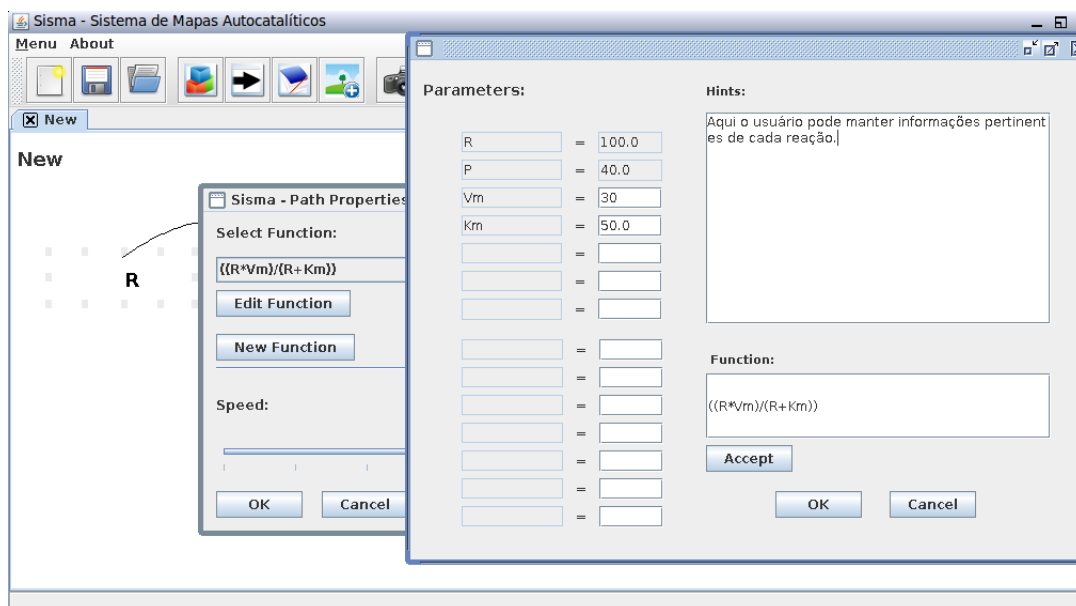 Sisma - Sistema de Mapas Autocatalíticos
Menu About
New
New
R
Sisma - Path Properties
Select Function:
((R*Vm)/(R+Km))
Edit Function
New Function
Speed:
OK Cancel
Parameters:
R = 100.0
P = 40.0
Vm = 30
Km = 50.0
=
=
=
=
=
=
=
=
=
=
Hints:
Aqui o usuário pode manter informações pertinent
es de cada reação.
Function:
((R*Vm)/(R+Km))
Accept
OK Cancel